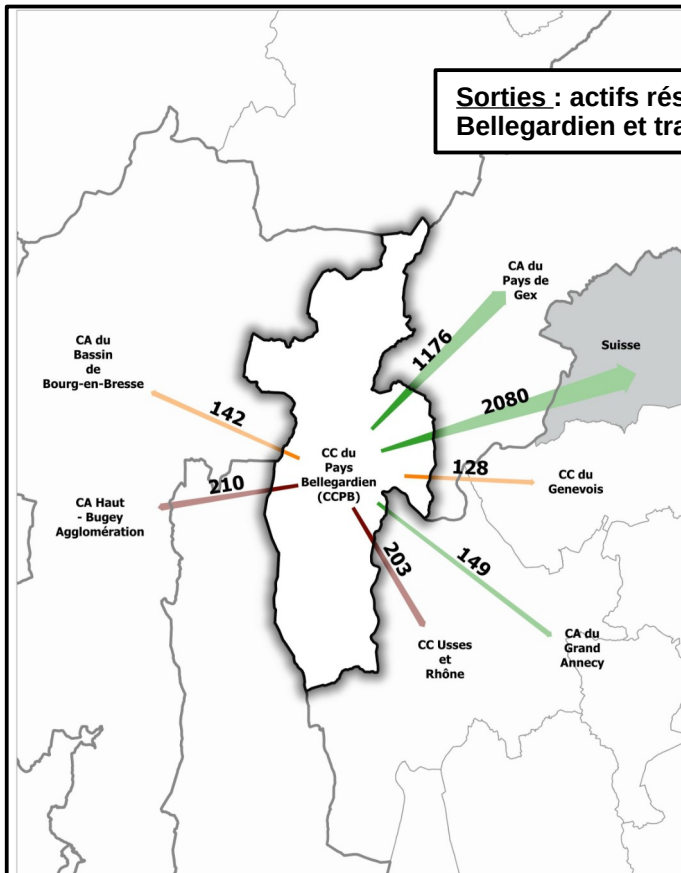 Sorties : actifs rés
Bellegardien et tra
CA du
Pays de
Gex
1176
Suisse
2080
CA du
Bassin
de
Bourg-en-Bresse
142
CC du
Pays
Bellegardien
(CCPB)
128
CC du
Genevois
210
CA Haut
- Bugey
Agglomération
203
149
CC Usses
et
Rhône
CA du
Grand
Annecy